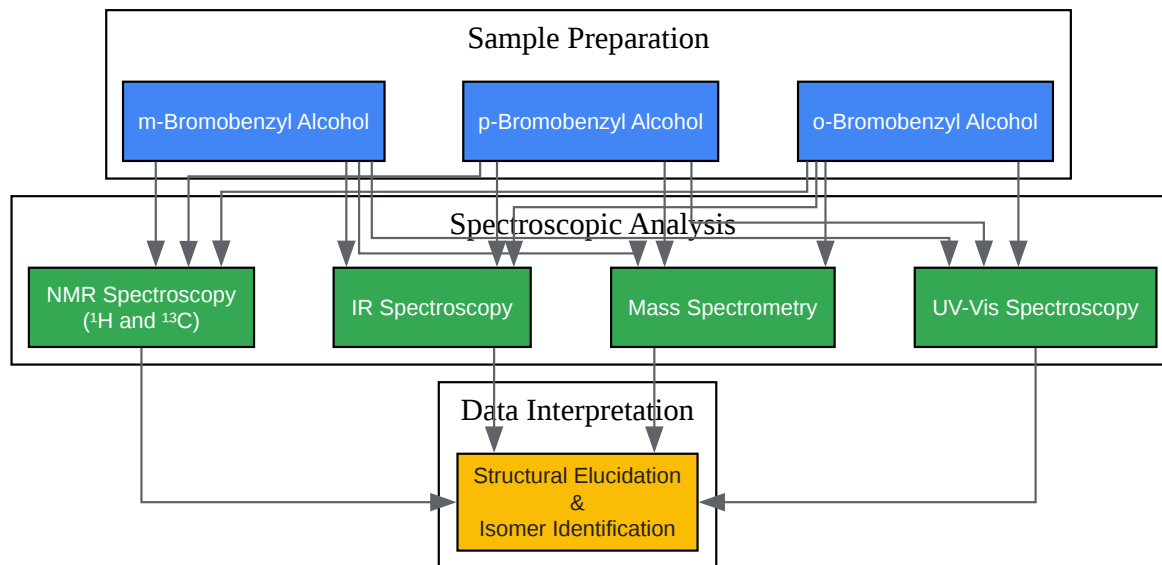 Sample Preparation
m-Bromobenzyl Alcohol
p-Bromobenzyl Alcohol
o-Bromobenzyl Alcohol
Spectroscopic Analysis
NMR Spectroscopy
(¹H and ¹³C)
IR Spectroscopy
Mass Spectrometry
UV-Vis Spectroscopy
Data Interpretation
Structural Elucidation
&
Isomer Identification